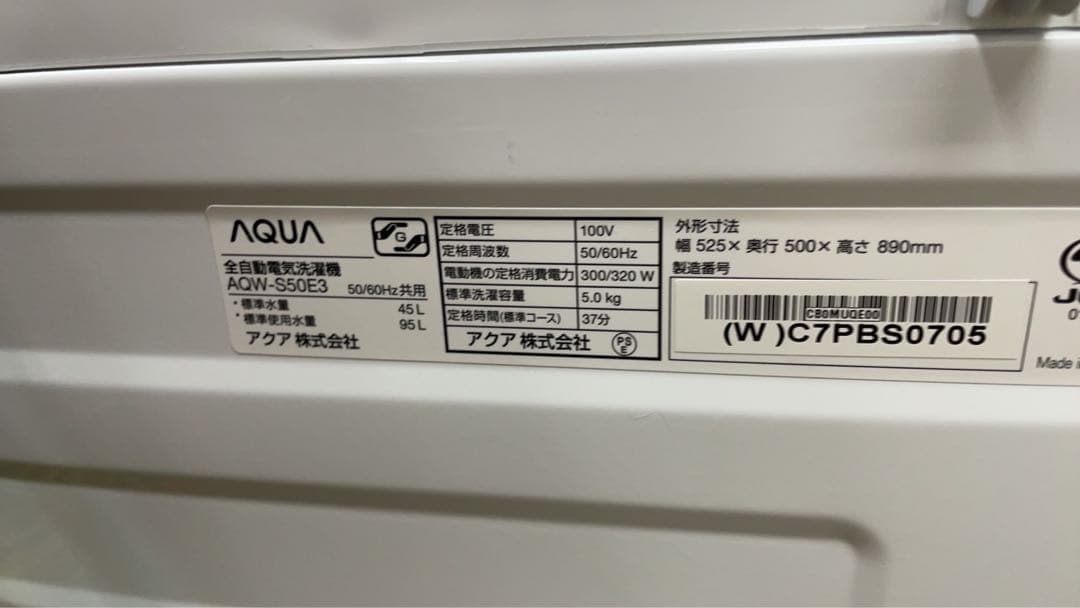 AQUA
G
全自動電気洗濯機
AQW-S50E3 50/60Hz共用
・標準水量 45L
・標準使用水量 95L
アクア株式会社
定格電圧 100V
定格周波数 50/60Hz
電動機の定格消費電力 300/320 W
標準洗濯容量 5.0 kg
定格時間(標準コース) 37分
アクア株式会社 PSE
外形寸法
幅 525×奥行 500×高さ 890mm
製造番号
CB0MUQE00
(W )C7PBS0705
Made